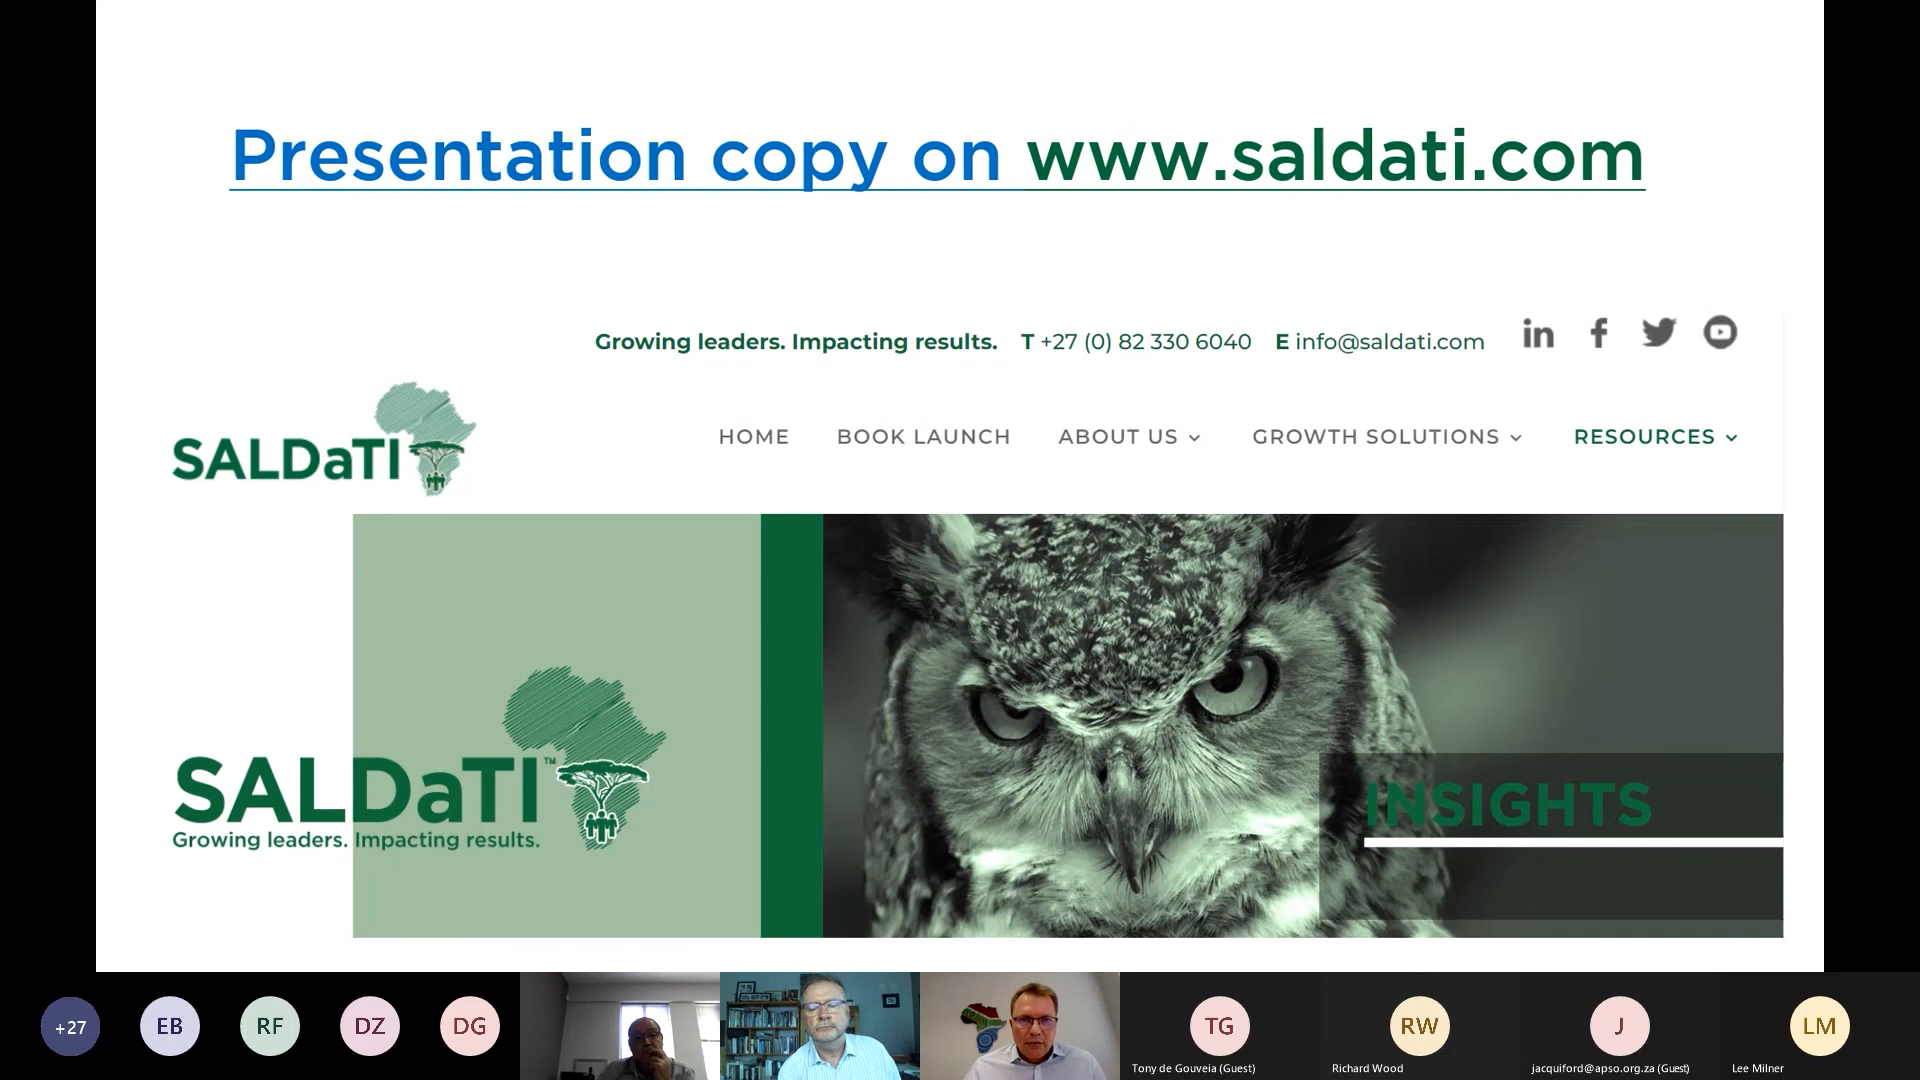 Presentation copy on www.saldati.com
Growing leaders. Impacting results. T +27 (0) 82 330 6040 E info@saldati.com
SALDaTI
HOME BOOK LAUNCH ABOUT US GROWTH SOLUTIONS RESOURCES
SALDaTI™
Growing leaders. Impacting results.
INSIGHTS
+27 EB RF DZ DG TG RW J LM
Tony de Gouveia (Guest) Richard Wood jacquiford@apso.org.za (Guest) Lee Milner